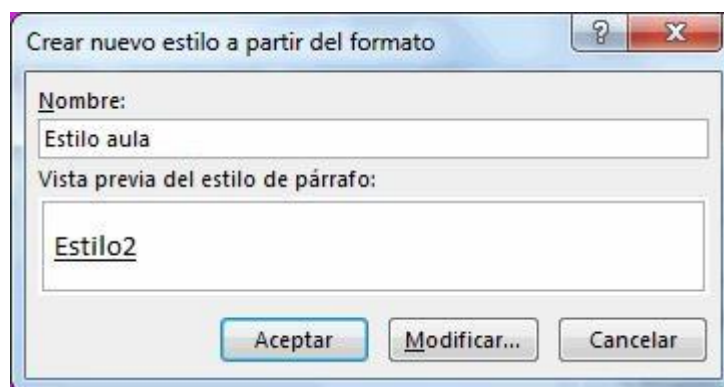 Crear nuevo estilo a partir del formato
Nombre:
Estilo aula
Vista previa del estilo de párrafo:
Estilo2
Aceptar Modificar... Cancelar